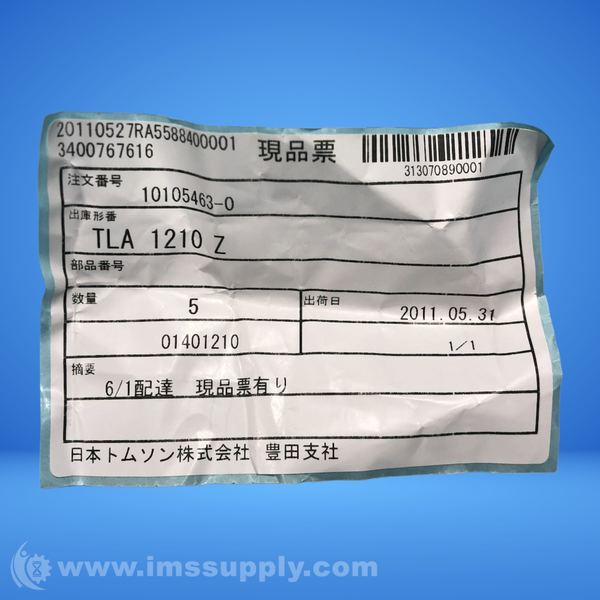 20110527RA5588400001
3400767616
現品票
313070890001
注文番号
10105463-0
出庫形番
TLA 1210 Z
部品番号
数量 5 出荷日 2011.05.31
01401210 1/1
摘要
6/1配達 現品票有り
日本トムソン株式会社 豊田支社
www.imssupply.com